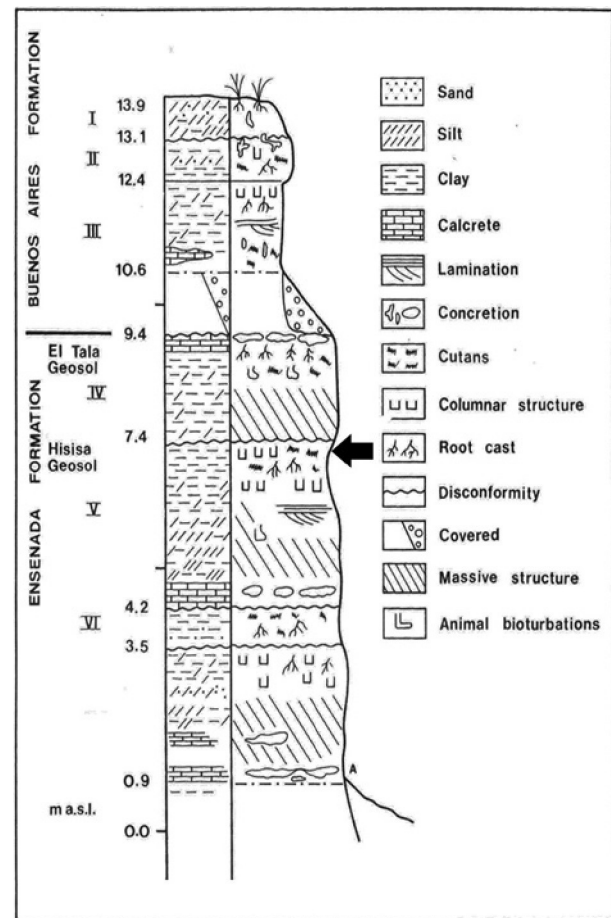 BUENOS AIRES FORMATION
ENSENADA FORMATION
I
II
III
El Tala
Geosol
IV
Hisisa
Geosol
V
VI
m a.s.l.
13.9
13.1
12.4
10.6
9.4
7.4
4.2
3.5
0.9
0.0
A
Sand
Silt
Clay
Calcrete
Lamination
Concretion
Cutans
Columnar structure
Root cast
Disconformity
Covered
Massive structure
Animal bioturbations